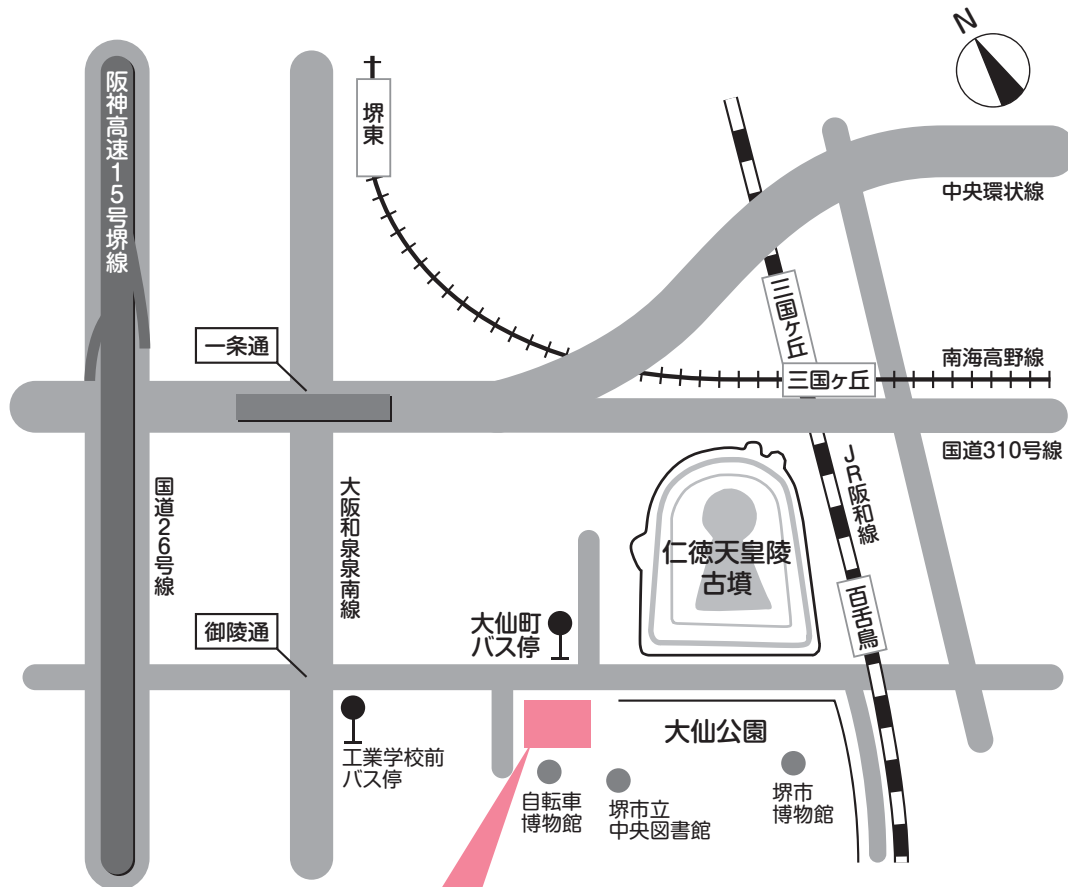 N
阪神高速15号堺線
堺東
中央環状線
三国ヶ丘
一条通
南海高野線
三国ヶ丘
国道310号線
国道26号線
大阪和泉泉南線
JR阪和線
仁徳天皇陵
古墳
百舌鳥
御陵通
大仙町
バス停
工業学校前
バス停
大仙公園
自転車
博物館
堺市立
中央図書館
堺市
博物館